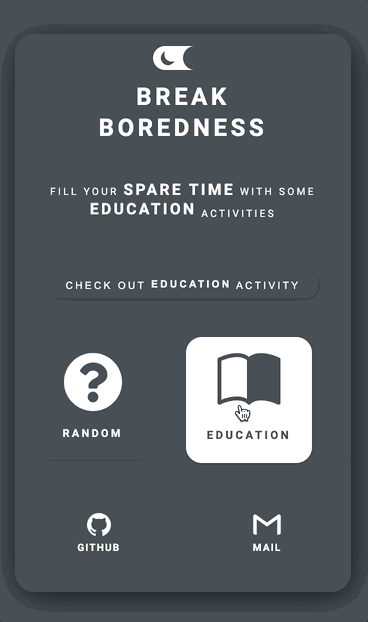 BREAK
BOREDNESS
FILL YOUR SPARE TIME WITH SOME
EDUCATION ACTIVITIES
CHECK OUT EDUCATION ACTIVITY
RANDOM
EDUCATION
GITHUB
MAIL